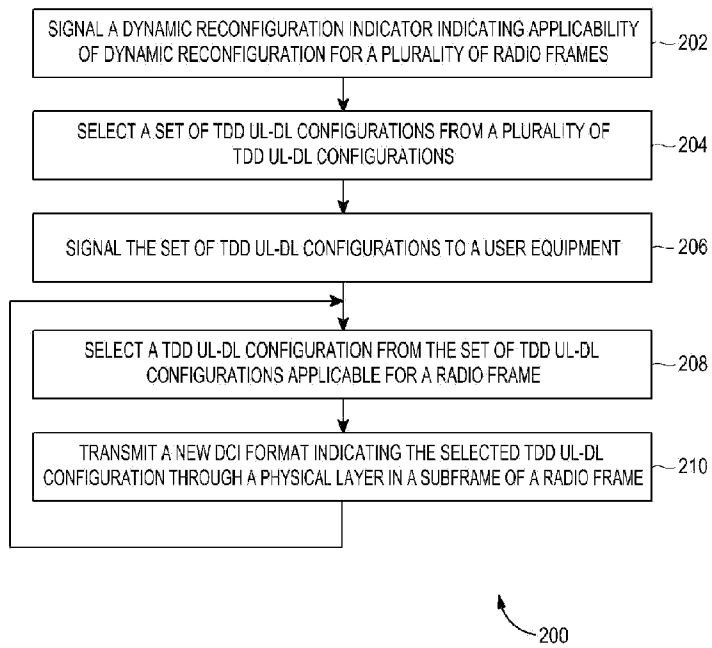 SIGNAL A DYNAMIC RECONFIGURATION INDICATOR INDICATING APPLICABILITY
OF DYNAMIC RECONFIGURATION FOR A PLURALITY OF RADIO FRAMES
202
SELECT A SET OF TDD UL-DL CONFIGURATIONS FROM A PLURALITY OF
TDD UL-DL CONFIGURATIONS
204
SIGNAL THE SET OF TDD UL-DL CONFIGURATIONS TO A USER EQUIPMENT
206
SELECT A TDD UL-DL CONFIGURATION FROM THE SET OF TDD UL-DL
CONFIGURATIONS APPLICABLE FOR A RADIO FRAME
208
TRANSMIT A NEW DCI FORMAT INDICATING THE SELECTED TDD UL-DL
CONFIGURATION THROUGH A PHYSICAL LAYER IN A SUBFRAME OF A RADIO FRAME
210
200